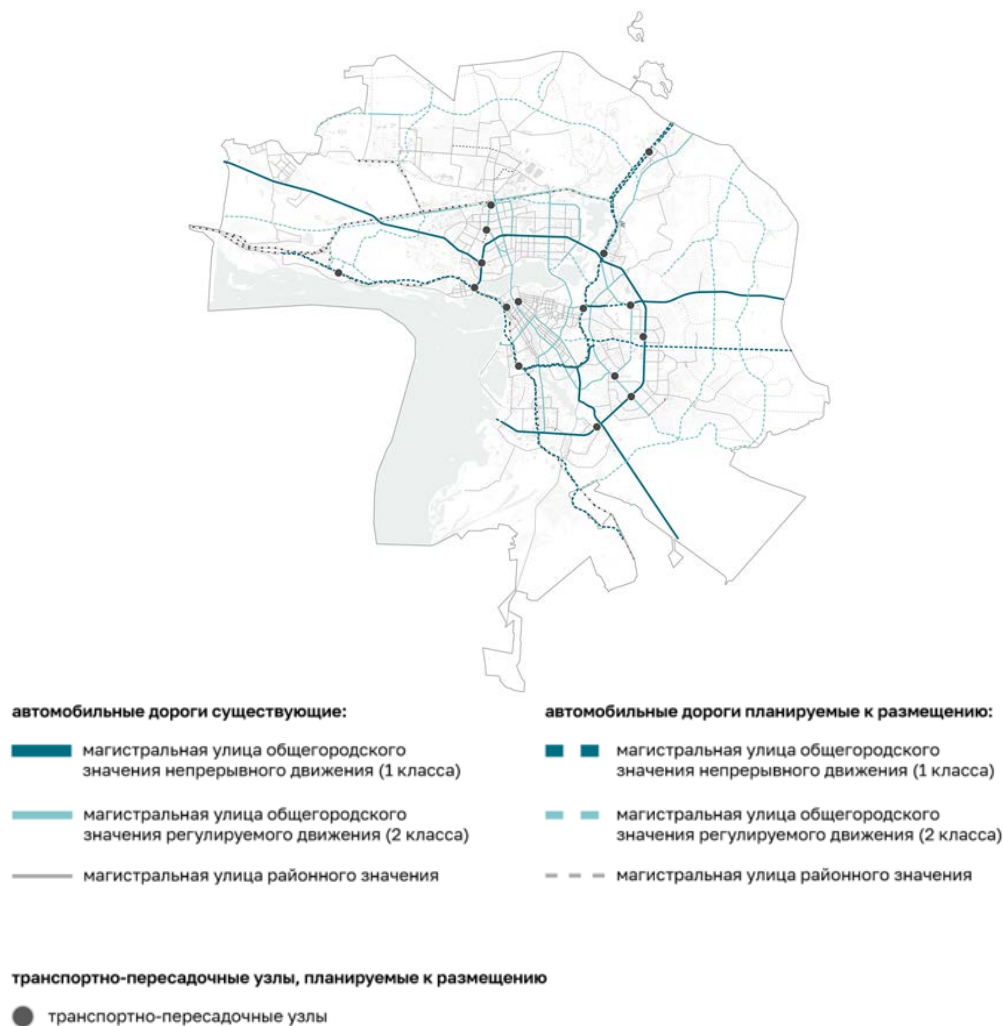 автомобильные дороги существующие:
магистральная улица общегородского
значения непрерывного движения (1 класса)
магистральная улица общегородского
значения регулируемого движения (2 класса)
магистральная улица районного значения
автомобильные дороги планируемые к размещению:
магистральная улица общегородского
значения непрерывного движения (1 класса)
магистральная улица общегородского
значения регулируемого движения (2 класса)
магистральная улица районного значения
транспортно-пересадочные узлы, планируемые к размещению
транспортно-пересадочные узлы